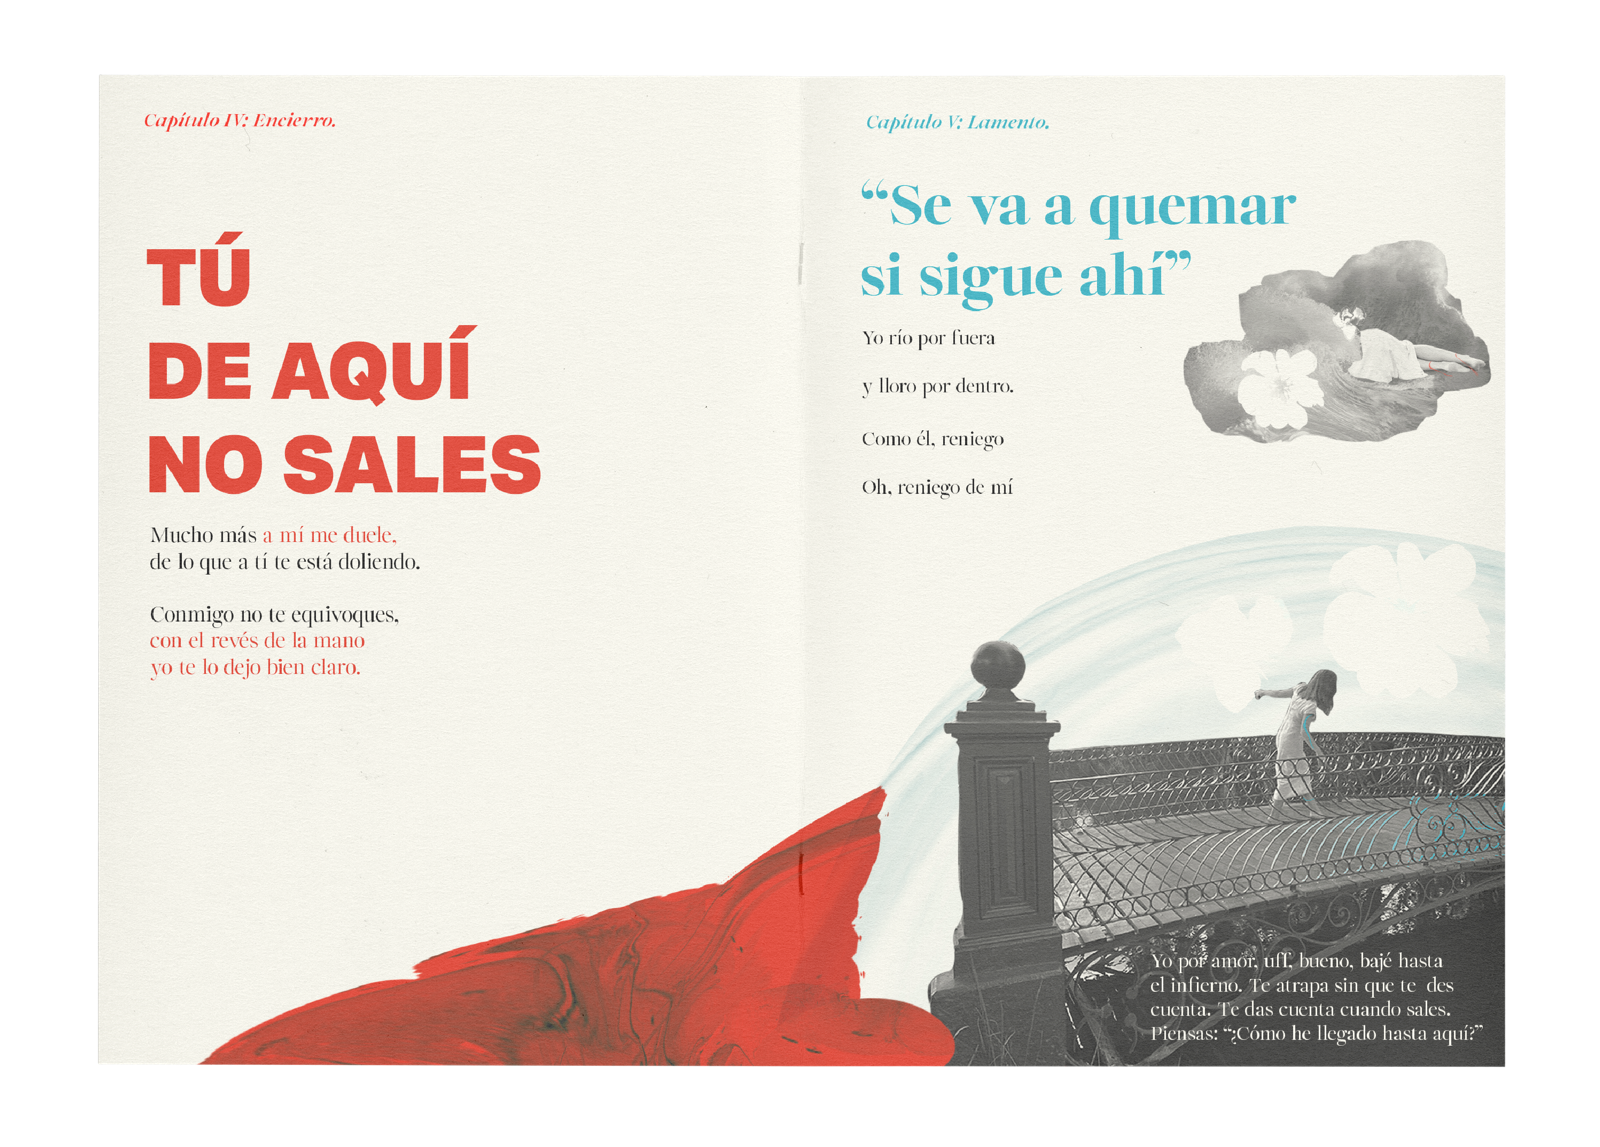 Capítulo IV: Encierro.
TÚ
DE AQUÍ
NO SALES
Mucho más a mí me duele,
de lo que a tí te está doliendo.
Conmigo no te equivoques,
con el revés de la mano
yo te lo dejo bien claro.
Capítulo V: Lamento.
“Se va a quemar
si sigue ahí”
Yo río por fuera
y lloro por dentro.
Como él, reniego
Oh, reniego de mí
Yo por amor, uff, bueno, bajé hasta
el infierno. Te atrapa sin que te des
cuenta. Te das cuenta cuando sales.
Piensas: “¿Cómo he llegado hasta aquí?”